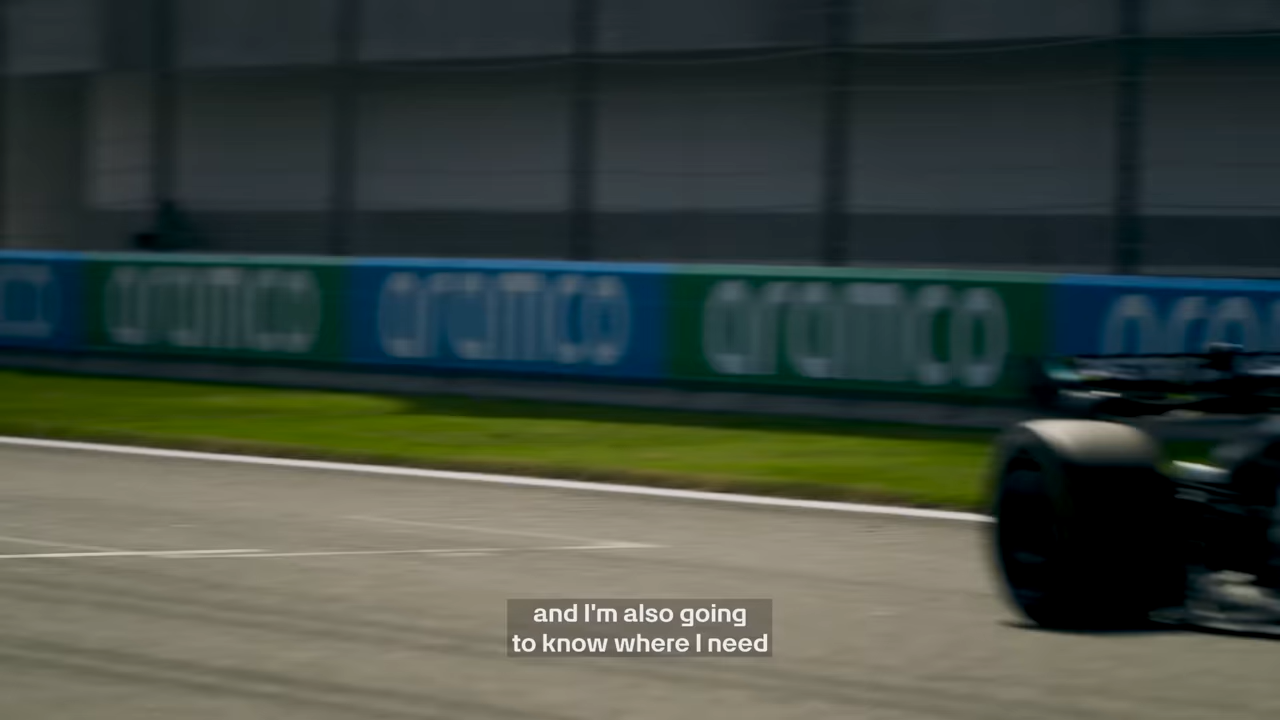 aramco aramco aramco
and I'm also going
to know where I need